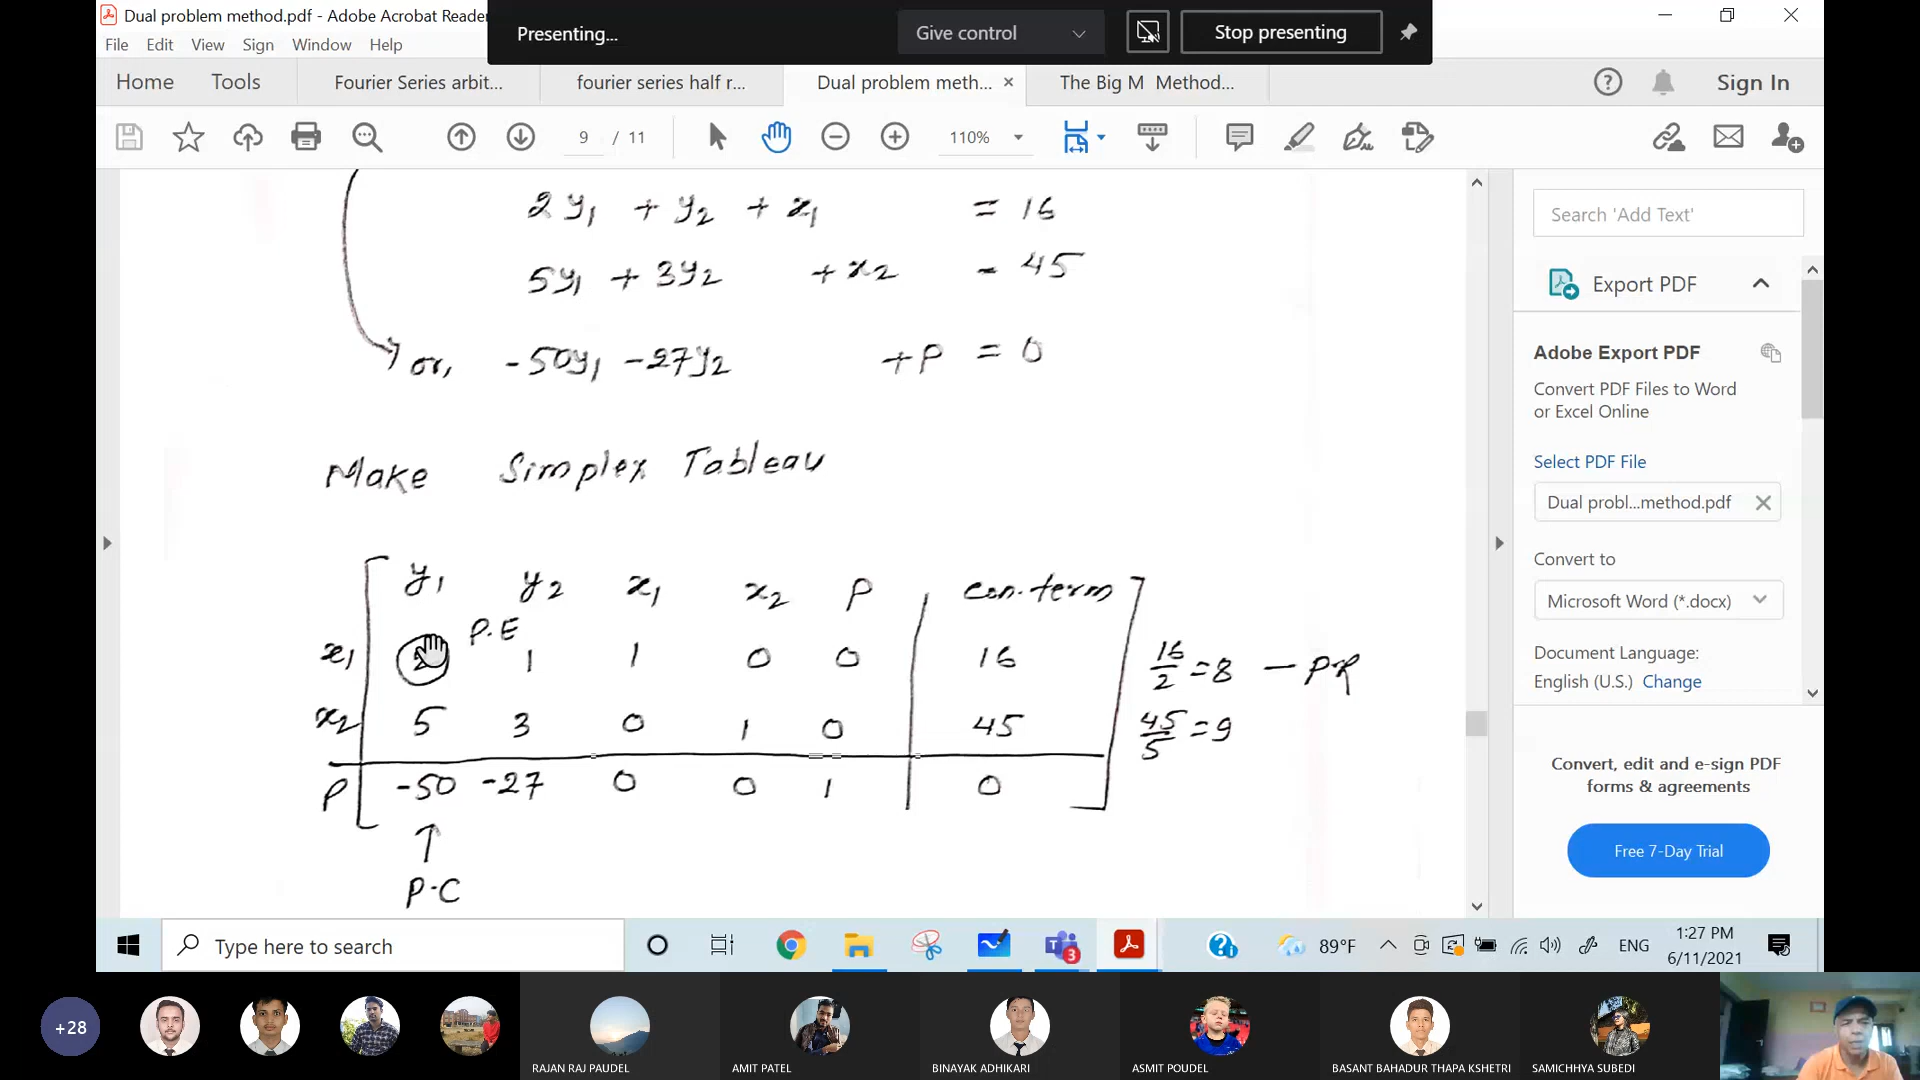 Dual problem method.pdf - Adobe Acrobat Reade
Presenting...
Give control
Stop presenting
File Edit View Sign Window Help
Home Tools Fourier Series arbit... fourier series half r... Dual problem meth... × The Big M Method... Sign In
9 / 11 110%
2y1 + y2 + x1 = 16
5y1 + 3y2 + x2 = 45
or, -50y1 -27y2 + P = 0
Make Simplex Tableau
y1 y2 x1 x2 P con. term
P.E
x1 2 1 1 0 0 16 16/2 = 8 — P.R
x2 5 3 0 1 0 45 45/5 = 9
P -50 -27 0 0 1 0
↑
P.C
Search 'Add Text'
Export PDF
Adobe Export PDF
Convert PDF Files to Word
or Excel Online
Select PDF File
Dual probl...method.pdf
Convert to
Microsoft Word (*.docx)
Document Language:
English (U.S.) Change
Convert, edit and e-sign PDF
forms & agreements
Free 7-Day Trial
Type here to search
3
89°F
ENG
1:27 PM
6/11/2021
+28
RAJAN RAJ PAUDEL
AMIT PATEL
BINAYAK ADHIKARI
ASMIT POUDEL
BASANT BAHADUR THAPA KSHETRI
SAMICHHYA SUBEDI